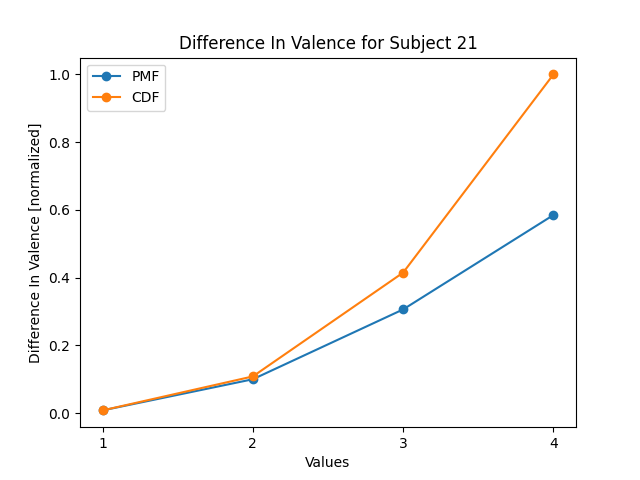 Difference In Valence for Subject 21
PMF
CDF
Difference In Valence [normalized]
1.0
0.8
0.6
0.4
0.2
0.0
1 2 3 4
Values